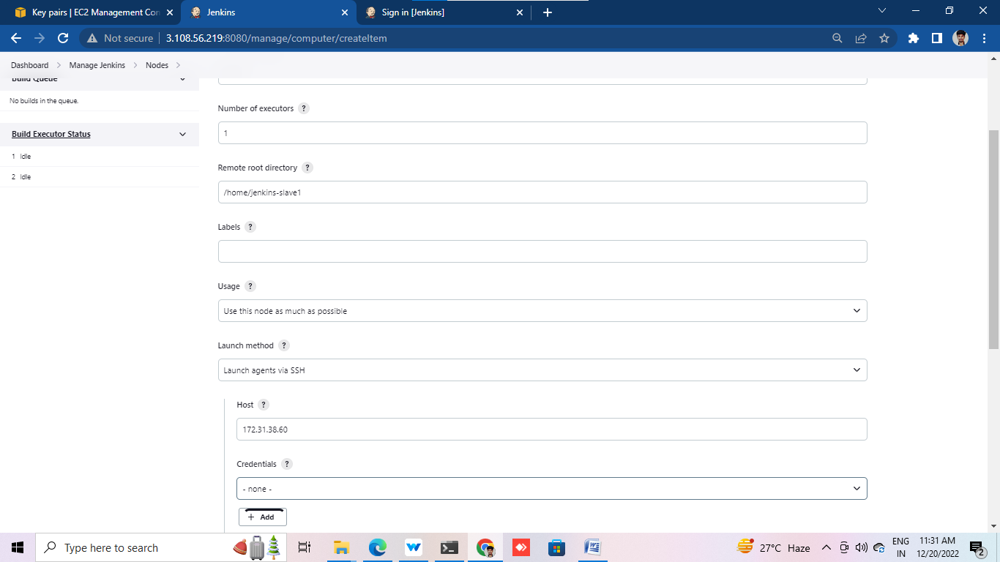 Key pairs | EC2 Management Con
Jenkins
Sign in [Jenkins]
Not secure
3.108.56.219:8080/manage/computer/createItem
Dashboard
Manage Jenkins
Nodes
Build Queue
No builds in the queue.
Build Executor Status
1 Idle
2 Idle
Number of executors ?
1
Remote root directory ?
/home/jenkins-slave1
Labels ?
Usage ?
Use this node as much as possible
Launch method ?
Launch agents via SSH
Host ?
172.31.38.60
Credentials ?
- none -
+ Add
Type here to search
27°C Haze
ENG
IN
11:31 AM
12/20/2022
2